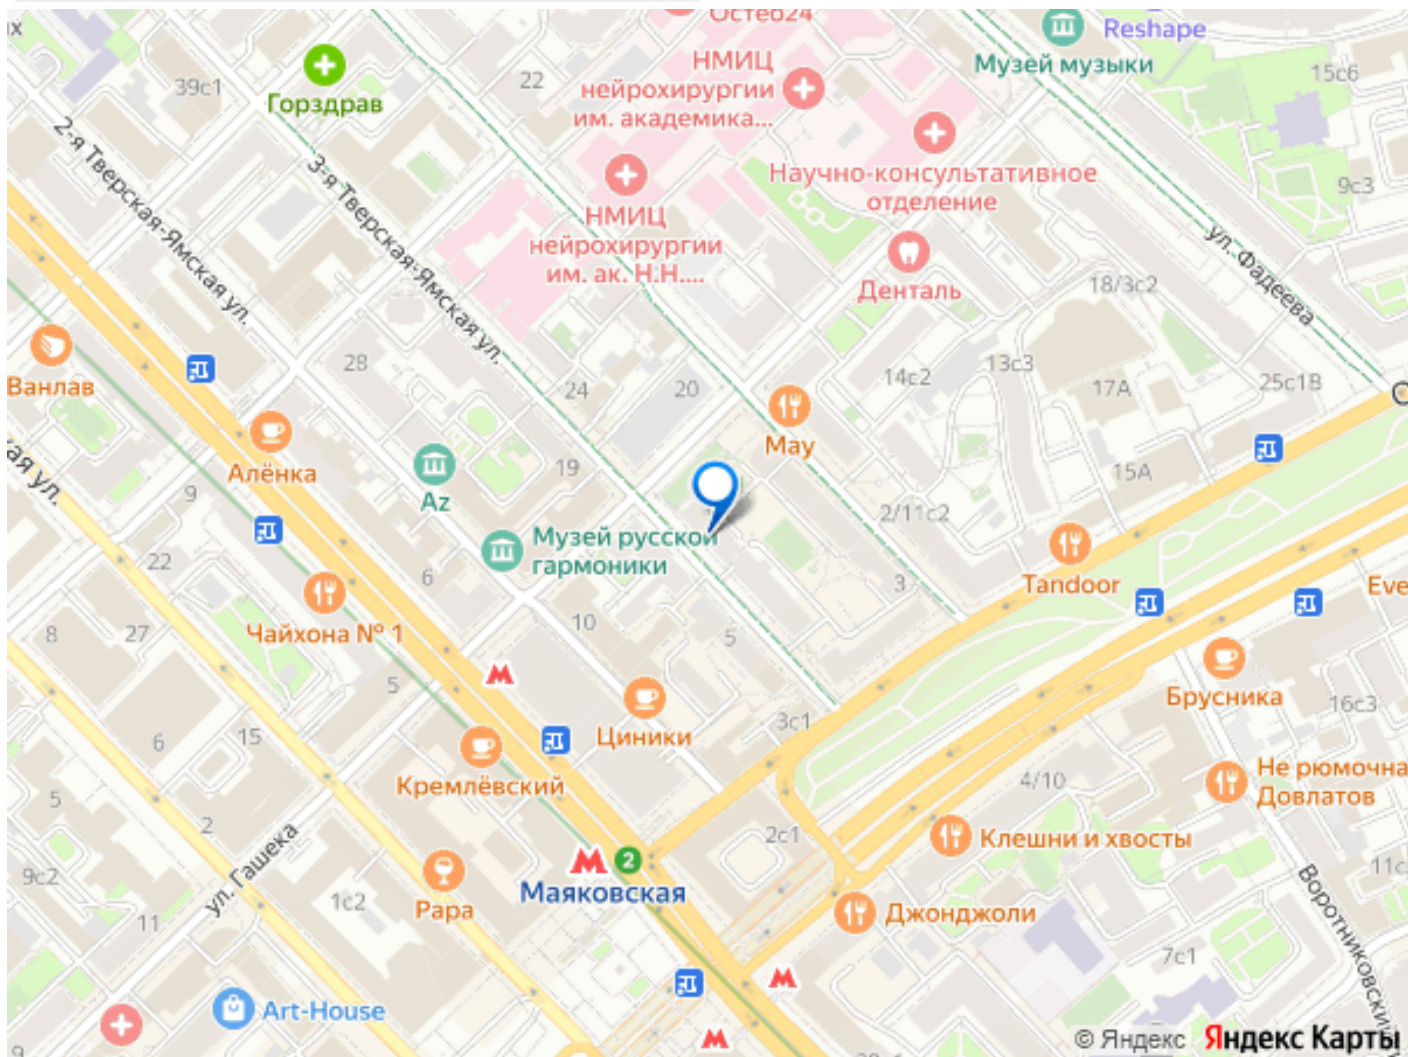 Остео24
Reshape
Музей музыки
НМИЦ
нейрохирургии
им. академика...
15с6
22
39с1
Горздрав
2-я Тверская-Ямская ул.
3-я Тверская-Ямская ул.
Научно-консультативное
отделение
9с3
НМИЦ
нейрохирургии
им. ак. Н.Н....
ул. Фадеева
Денталь
18/3с2
Ванлав
28
24
20
14с2
13с3
17А
25с1В
Мау
Алёнка
Az
19
15А
ая ул.
9
2/11с2
Музей русской
гармоники
22
6
3
Tandoor
Eve
Чайхона № 1
8
27
10
5
5
Брусника
16с3
6
15
Циники
3с1
Кремлёвский
4/10
Не рюмочна
Довлатов
5
2
2с1
Клешни и хвосты
ул. Гашека
9с2
2
Маяковская
11с
1с2
Papa
11
Джонджоли
Воротниковский
7с1
Art-House
© Яндекс Яндекс Карты